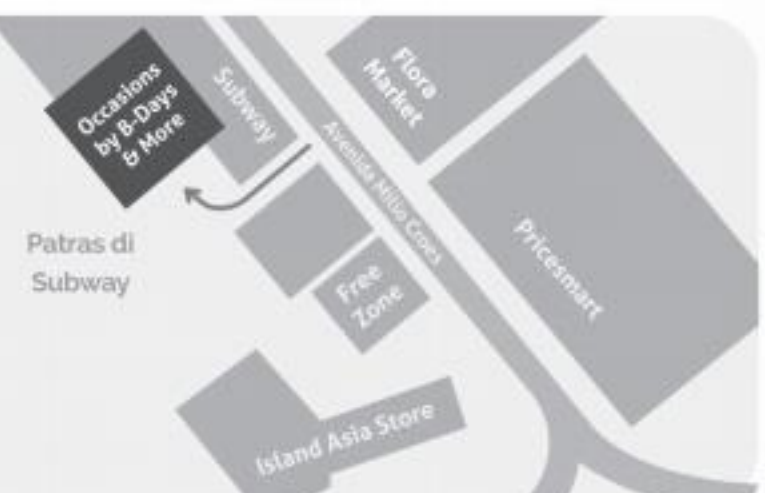 Occasions
by B-Days
& More
Subway
Flora
Market
Avenida Milio Croes
Pricesmart
Patras di
Subway
Free
Zone
Island Asia Store